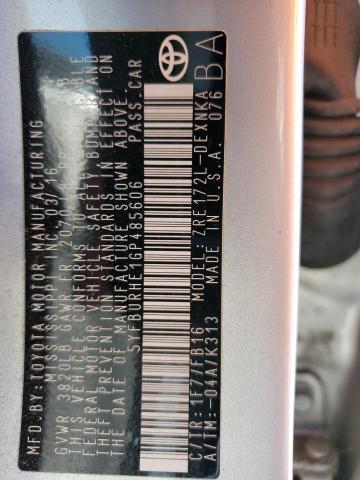 MFD.BY: TOYOTA MOTOR MANUFACTURING
MISSISSIPPI INC. 03/16
GVWR 3820LB GAWR FR 2070LB RR
THIS VEHICLE CONFORMS TO ALL
FEDERAL MOTOR VEHICLE SAFETY BUMPER AND
THEFT PREVENTION STANDARDS IN EFFECT ON
THE DATE OF MANUFACTURE SHOWN ABOVE.
5YFBURHE1GP485606 PASS.CAR
C/TR: 1F7/FB16 MODEL: ZRE172L-DEXNKA
A/TM: -04A/K313 MADE IN U.S.A. 076
BA